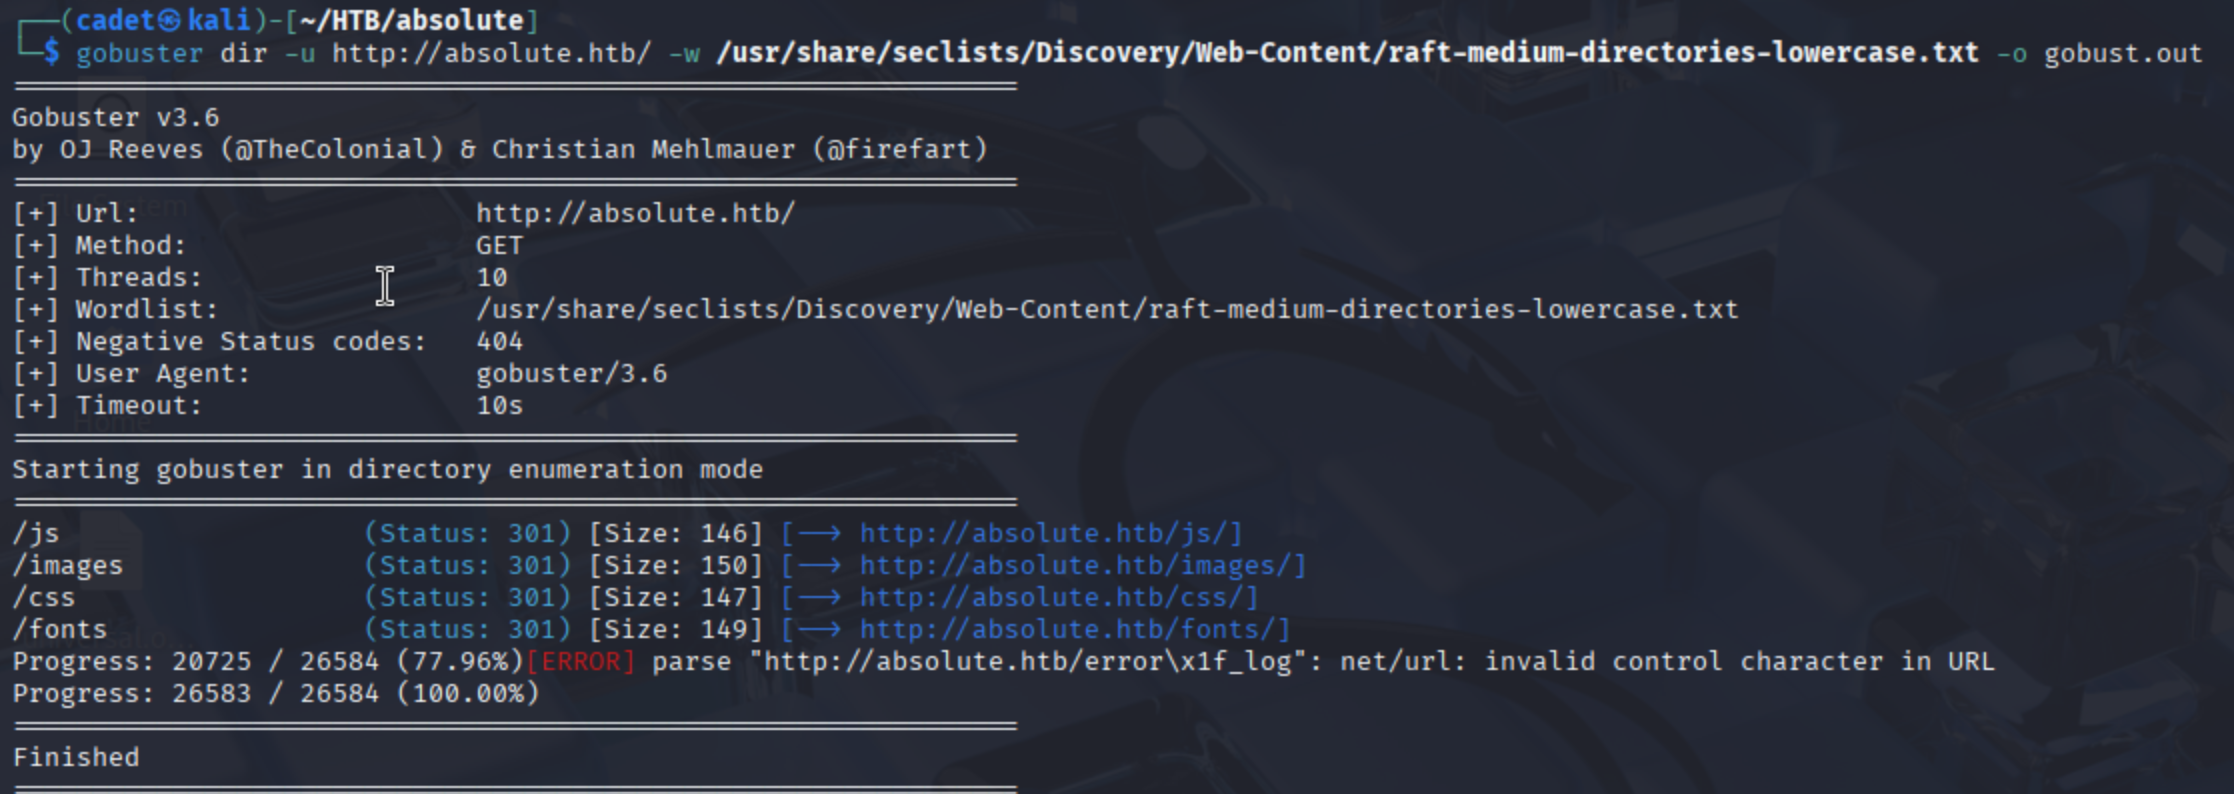 ┌──(cadet㉿kali)-[~/HTB/absolute]
└─$ gobuster dir -u http://absolute.htb/ -w /usr/share/seclists/Discovery/Web-Content/raft-medium-directories-lowercase.txt -o gobust.out
===============================================================
Gobuster v3.6
by OJ Reeves (@TheColonial) & Christian Mehlmauer (@firefart)
===============================================================
[+] Url:                     http://absolute.htb/
[+] Method:                  GET
[+] Threads:                 10
[+] Wordlist:                /usr/share/seclists/Discovery/Web-Content/raft-medium-directories-lowercase.txt
[+] Negative Status codes:   404
[+] User Agent:              gobuster/3.6
[+] Timeout:                 10s
===============================================================
Starting gobuster in directory enumeration mode
===============================================================
/js                   (Status: 301) [Size: 146] [--> http://absolute.htb/js/]
/images               (Status: 301) [Size: 150] [--> http://absolute.htb/images/]
/css                  (Status: 301) [Size: 147] [--> http://absolute.htb/css/]
/fonts                (Status: 301) [Size: 149] [--> http://absolute.htb/fonts/]
Progress: 20725 / 26584 (77.96%)[ERROR] parse "http://absolute.htb/error\x1f_log": net/url: invalid control character in URL
Progress: 26583 / 26584 (100.00%)
===============================================================
Finished
===============================================================